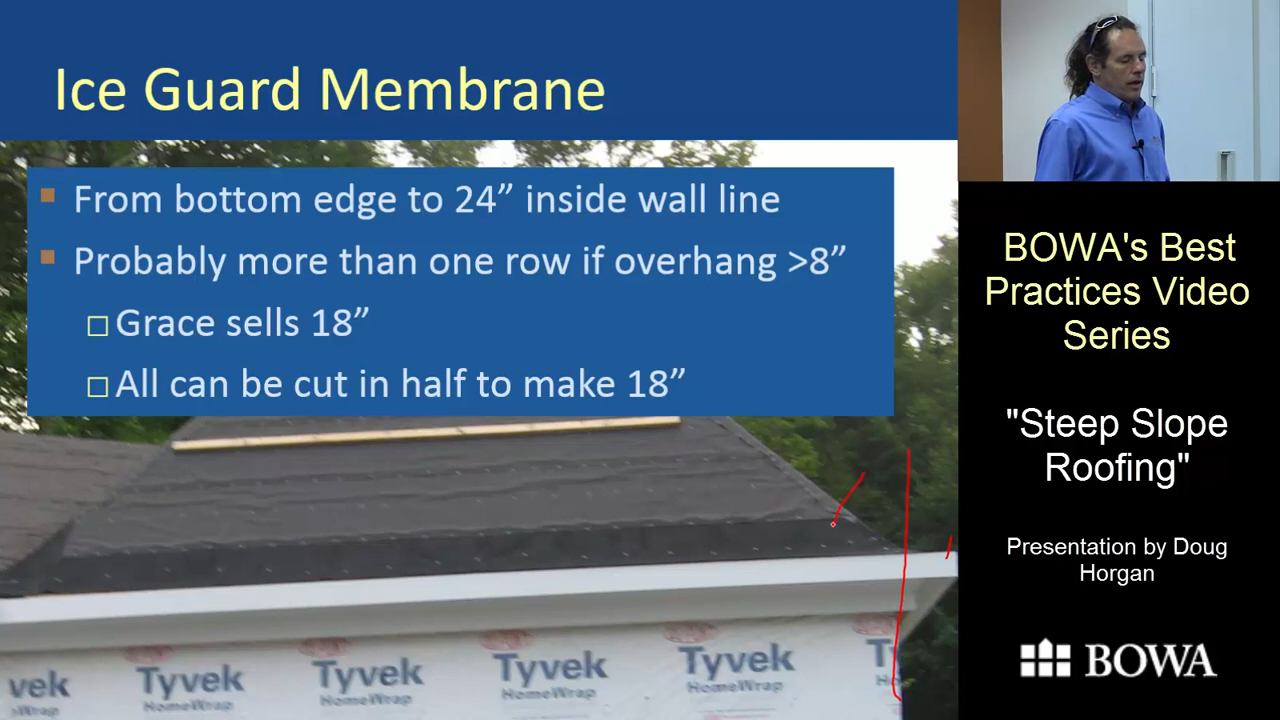 Ice Guard Membrane
From bottom edge to 24” inside wall line
Probably more than one row if overhang >8”
Grace sells 18”
All can be cut in half to make 18”
BOWA's Best
Practices Video
Series
"Steep Slope
Roofing"
Presentation by Doug
Horgan
BOWA
vek Tyvek Tyvek Tyvek Tyvek Ty
HomeWrap HomeWrap HomeWrap HomeWrap